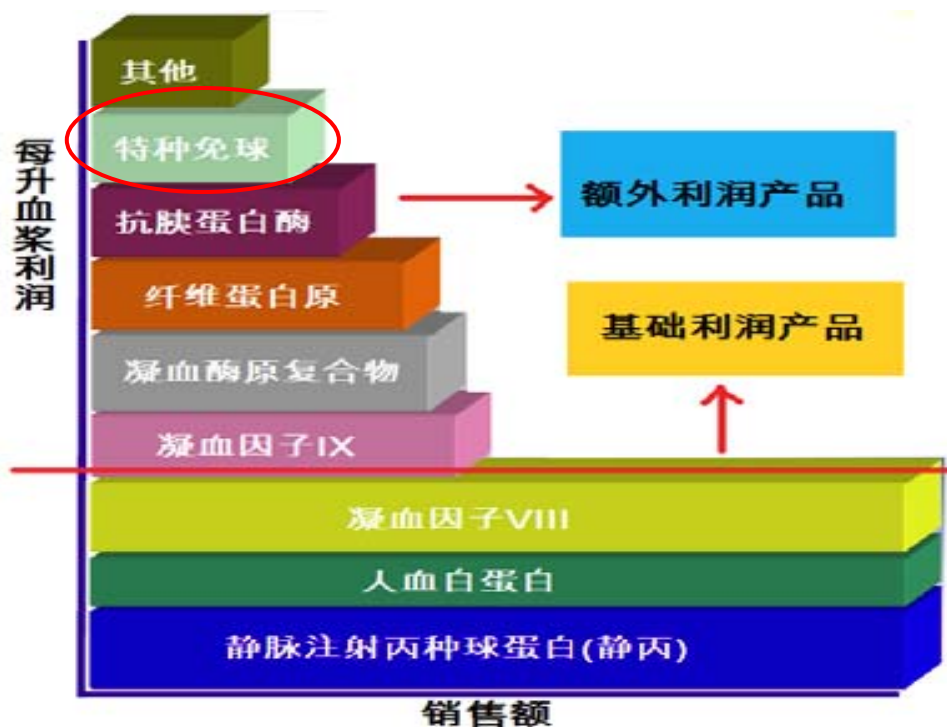 每升血浆利润
其他
特种免球
抗胰蛋白酶
纤维蛋白原
凝血酶原复合物
凝血因子IX
凝血因子VIII
人血白蛋白
静脉注射丙种球蛋白(静丙)
额外利润产品
基础利润产品
销售额